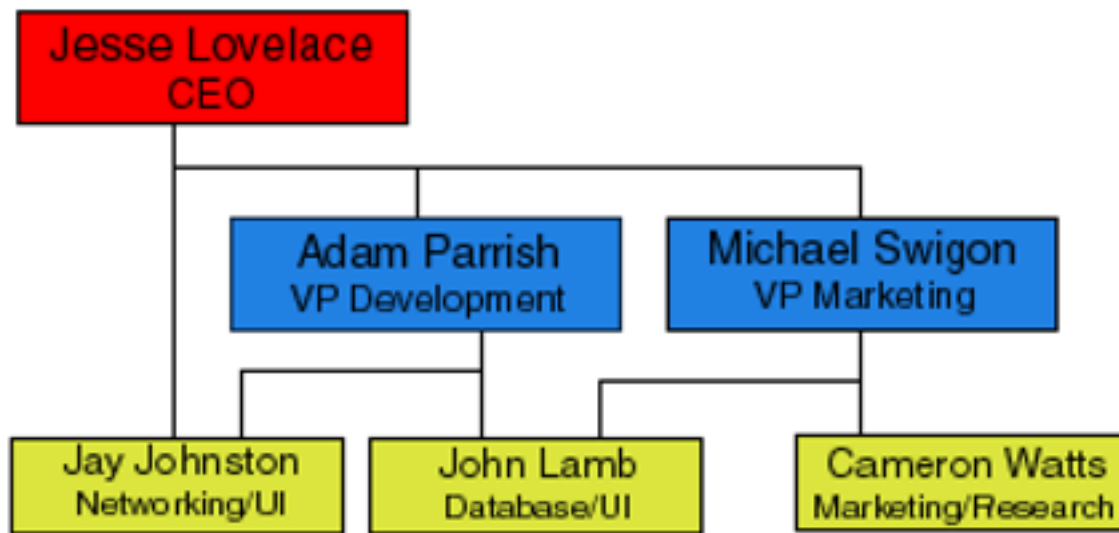 Jesse Lovelace
CEO
Adam Parrish
VP Development
Michael Swigon
VP Marketing
Jay Johnston
Networking/UI
John Lamb
Database/UI
Cameron Watts
Marketing/Research